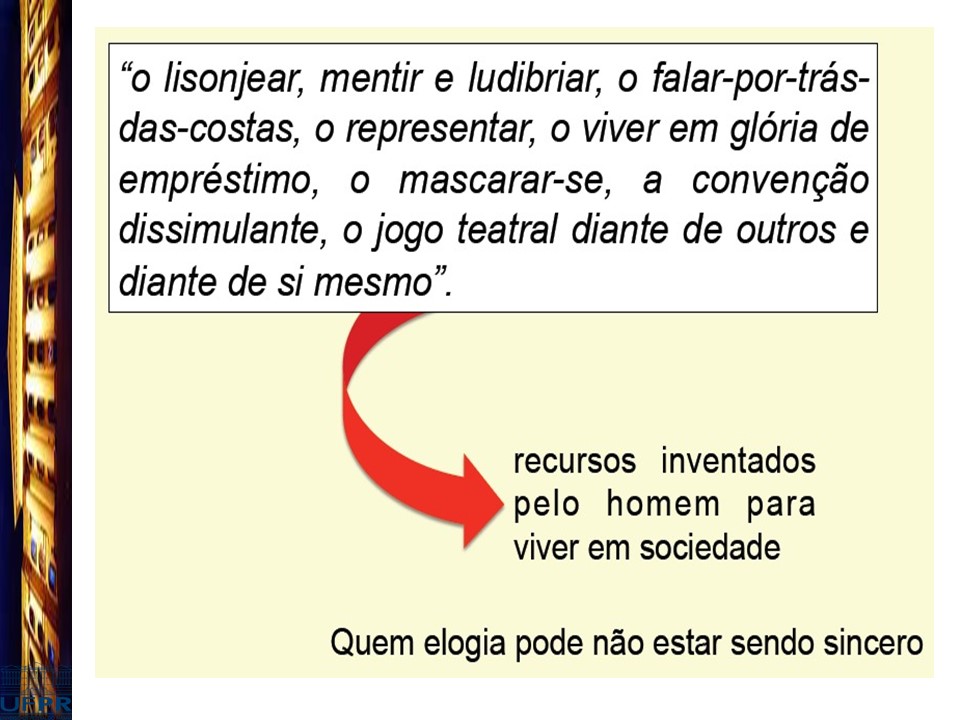 “o lisonjear, mentir e ludibriar, o falar-por-trás-
das-costas, o representar, o viver em glória de
empréstimo, o mascarar-se, a convenção
dissimulante, o jogo teatral diante de outros e
diante de si mesmo”.
recursos inventados
pelo homem para
viver em sociedade
Quem elogia pode não estar sendo sincero
UFPR